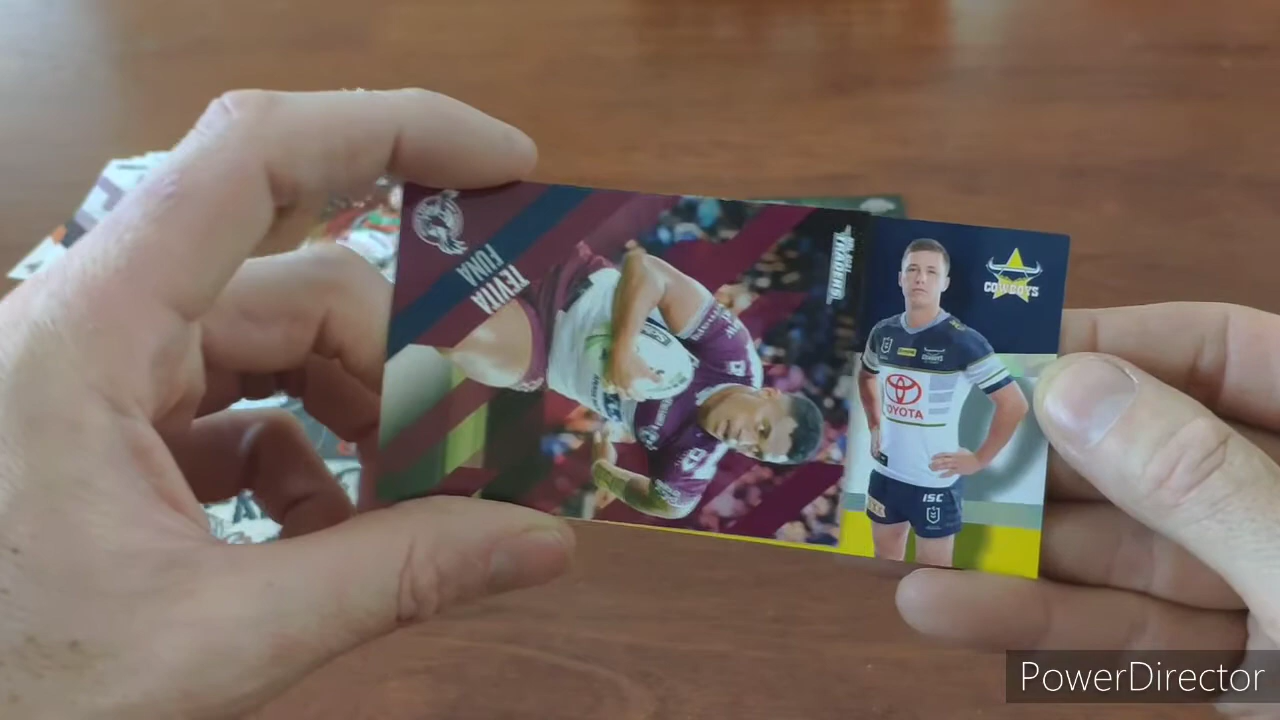 TEVITA
FUNA
TRADERS
COWBOYS
TOYOTA
ISC
PowerDirector